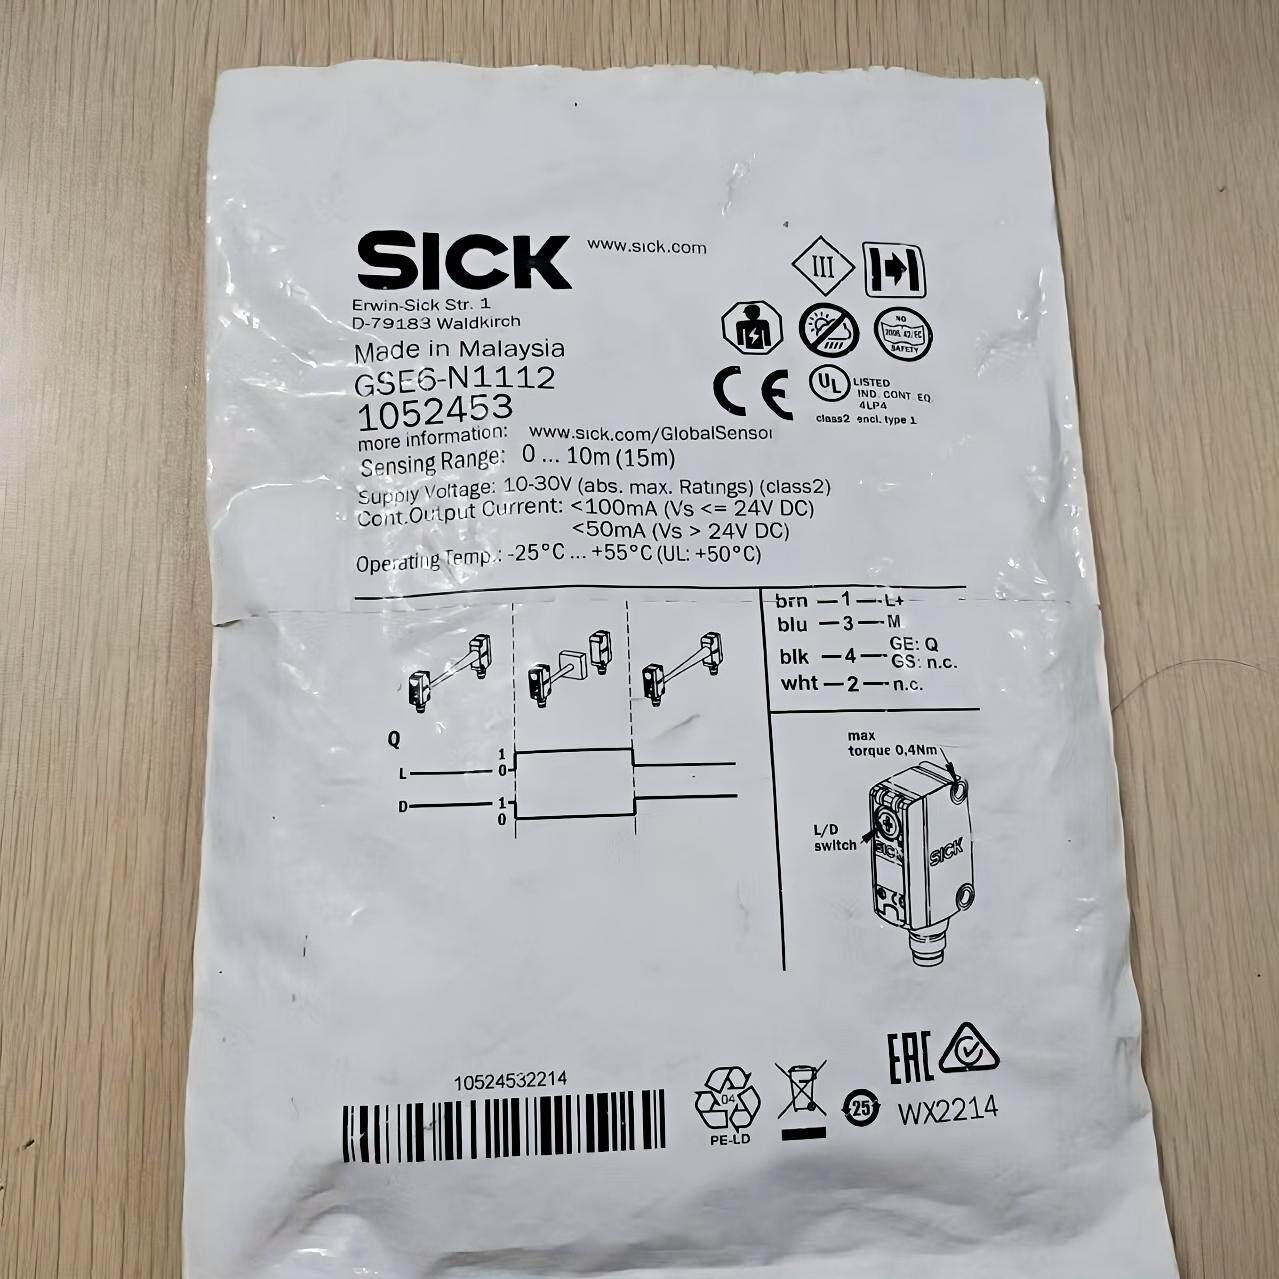 SICK www.sick.com
Erwin-Sick Str. 1
D-79183 Waldkirch
Made in Malaysia
GSE6-N1112
1052453
more information: www.sick.com/GlobalSensor
Sensing Range: 0 ... 10m (15m)
Supply Voltage: 10-30V (abs. max. Ratings) (class2)
Cont.Output Current: <100mA (Vs <= 24V DC)
<50mA (Vs > 24V DC)
Operating Temp.: -25°C ... +55°C (UL: +50°C)
III
NO
2006/42/EC
SAFETY
CE
UL LISTED
IND. CONT. EQ.
4LP4
class2 encl. type 1
brn 1 L+
blu 3 M
blk 4 GE: Q
GS: n.c.
wht 2 n.c.
Q
L 1
0
D 1
0
max
torque 0,4Nm
L/D
switch
SICK
SICK
CE
10524532214
04
PE-LD
25
EAC
WX2214